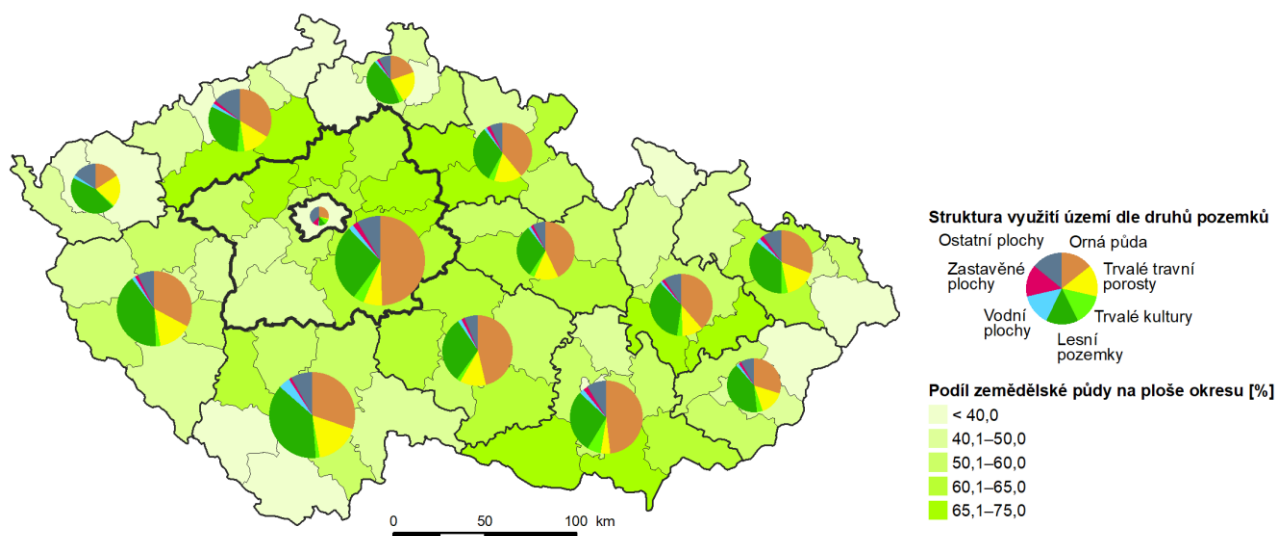 Struktura využití území dle druhů pozemků
Ostatní plochy
Orná půda
Zastavěné
plochy
Trvalé travní
porosty
Vodní
plochy
Trvalé kultury
Lesní
pozemky
Podíl zemědělské půdy na ploše okresu [%]
< 40,0
40,1–50,0
50,1–60,0
60,1–65,0
65,1–75,0
0 50 100 km